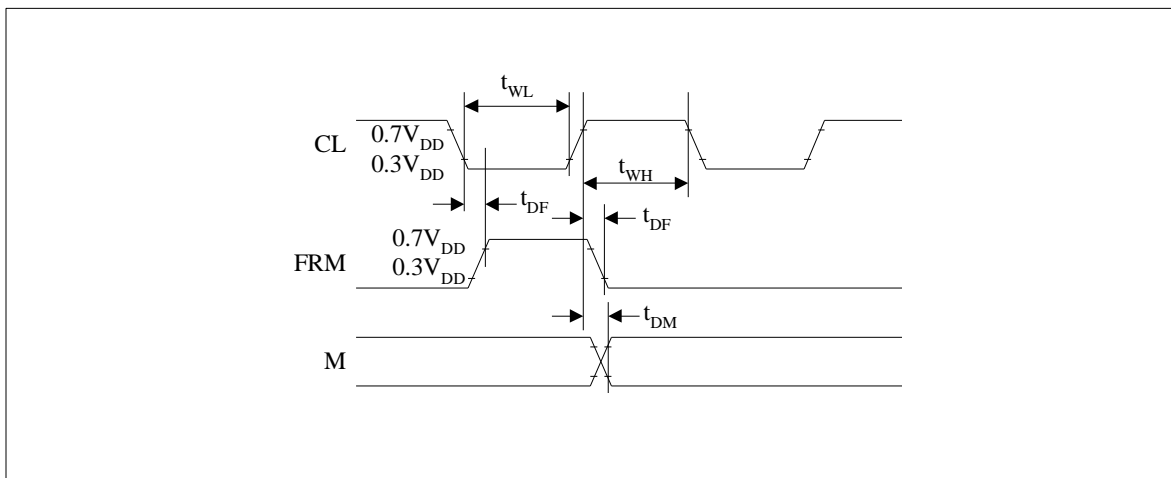 t_WL
CL
0.7V_DD
0.3V_DD
t_WH
t_DF
t_DF
0.7V_DD
FRM
0.3V_DD
t_DM
M